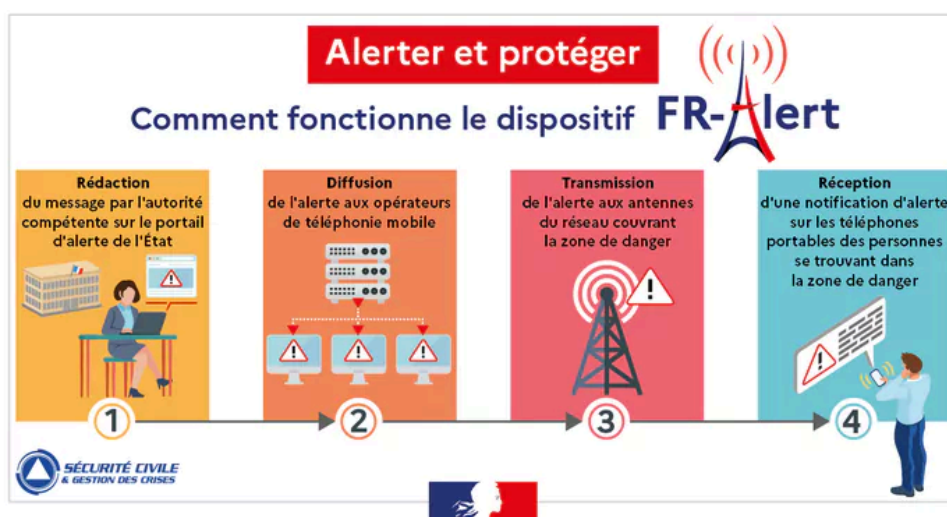 Alerter et protéger
Comment fonctionne le dispositif FR-Alert
Rédaction
du message par l'autorité
compétente sur le portail
d'alerte de l'État
Diffusion
de l'alerte aux opérateurs
de téléphonie mobile
Transmission
de l'alerte aux antennes
du réseau couvrant
la zone de danger
Réception
d'une notification d'alerte
sur les téléphones
portables des personnes
se trouvant dans
la zone de danger
1
2
3
4
SÉCURITÉ CIVILE
& GESTION DES CRISES